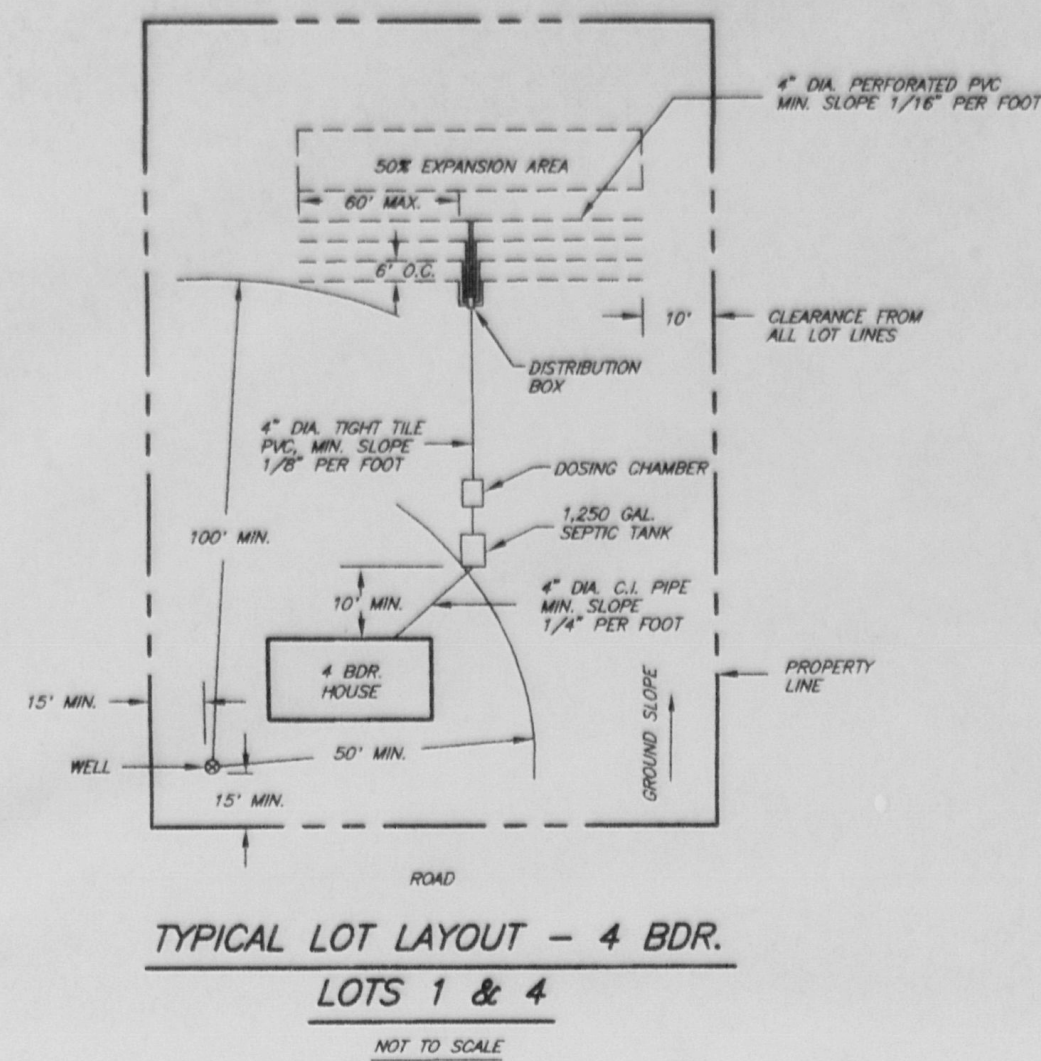 4" DIA. PERFORATED PVC
MIN. SLOPE 1/16" PER FOOT
50% EXPANSION AREA
60' MAX.
6' O.C.
10'
CLEARANCE FROM
ALL LOT LINES
DISTRIBUTION
BOX
4" DIA. TIGHT TILE
PVC, MIN. SLOPE
1/8" PER FOOT
DOSING CHAMBER
1,250 GAL.
SEPTIC TANK
100' MIN.
10' MIN.
4" DIA. C.I. PIPE
MIN. SLOPE
1/4" PER FOOT
4 BDR.
HOUSE
PROPERTY
LINE
GROUND SLOPE
15' MIN.
50' MIN.
WELL
15' MIN.
ROAD
TYPICAL LOT LAYOUT - 4 BDR.
LOTS 1 & 4
NOT TO SCALE